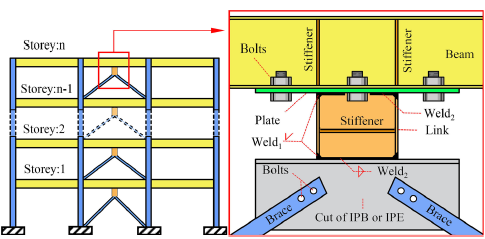 Storey:n
Storey:n-1
Storey:2
Storey:1
Stiffener
Stiffener
Bolts
Beam
Plate
Weld₂
Stiffener
Link
Weld₁
Weld₂
Bolts
Brace
Brace
Cut of IPB or IPE